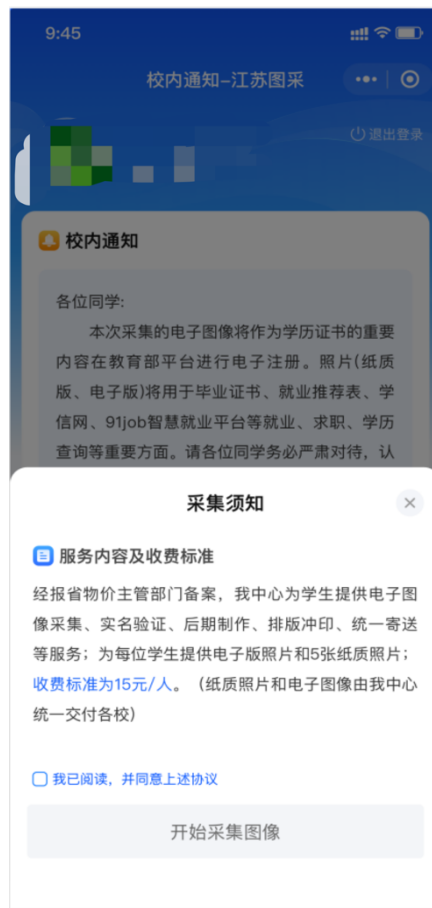 9:45
校内通知-江苏图采
退出登录
校内通知
各位同学:
本次采集的电子图像将作为学历证书的重要
内容在教育部平台进行电子注册。照片(纸质
版、电子版)将用于毕业证书、就业推荐表、学
信网、91job智慧就业平台等就业、求职、学历
查询等重要方面。请各位同学务必严肃对待，认
采集须知
服务内容及收费标准
经报省物价主管部门备案，我中心为学生提供电子图
像采集、实名验证、后期制作、排版冲印、统一寄送
等服务；为每位学生提供电子版照片和5张纸质照片；
收费标准为15元/人。（纸质照片和电子图像由我中心
统一交付各校）
我已阅读，并同意上述协议
开始采集图像